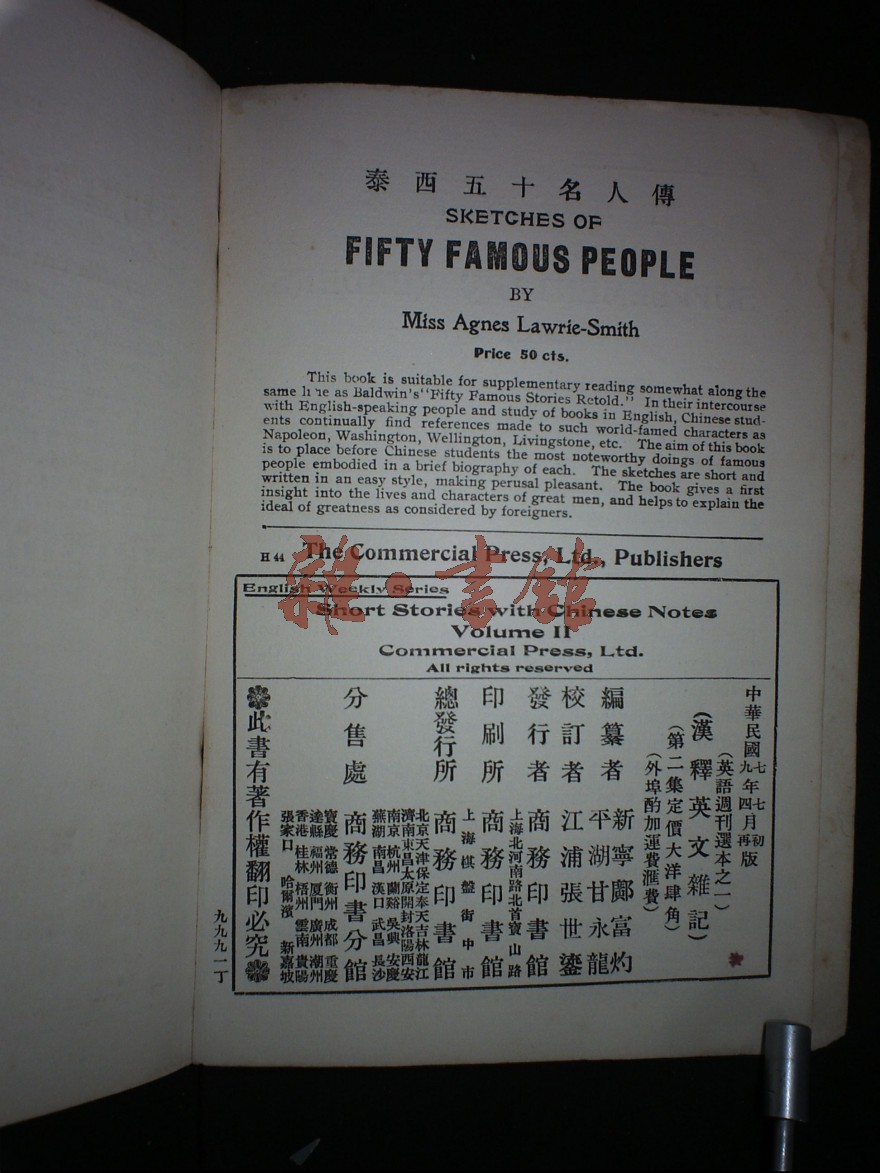 泰西五十名人傳
SKETCHES OF
FIFTY FAMOUS PEOPLE
BY
Miss Agnes Lawrie-Smith
Price 50 cts.
This book is suitable for supplementary reading somewhat along the
same line as Baldwin's "Fifty Famous Stories Retold." In their intercourse
with English-speaking people and study of books in English, Chinese stud-
ents continually find references made to such world-famed characters as
Napoleon, Washington, Wellington, Livingstone, etc. The aim of this book
is to place before Chinese students the most noteworthy doings of famous
people embodied in a brief biography of each. The sketches are short and
written in an easy style, making perusal pleasant. The book gives a first
insight into the lives and characters of great men, and helps to explain the
ideal of greatness as considered by foreigners.
H 44 The Commercial Press, Ltd., Publishers
雜·書館
English Weekly Series
Short Stories with Chinese Notes
Volume II
Commercial Press, Ltd.
All rights reserved
中華民國七年七月初版
九年四月再版
(英語週刊選本之一)
(漢釋英文雜記)
(第二集定價大洋肆角)
(外埠酌加運費滙費)
編纂者 新寧鄺富灼
平湖甘永龍
校訂者 江浦張世鎏
發行者 商務印書館
上海北河南路北首寶山路
印刷所 商務印書館
上海棋盤街中市
總發行所 商務印書館
北京天津保定奉天吉林龍江
濟南東昌太原開封洛陽西安
南京杭州蘭谿吳興安慶
蕪湖南昌漢口武昌長沙
分售處 商務印書分館
寶慶常德衡州成都重慶
達縣福州厦門廣州潮州
香港桂林梧州雲南貴陽
張家口哈爾濱新嘉坡
此書有著作權翻印必究
九九九一丁